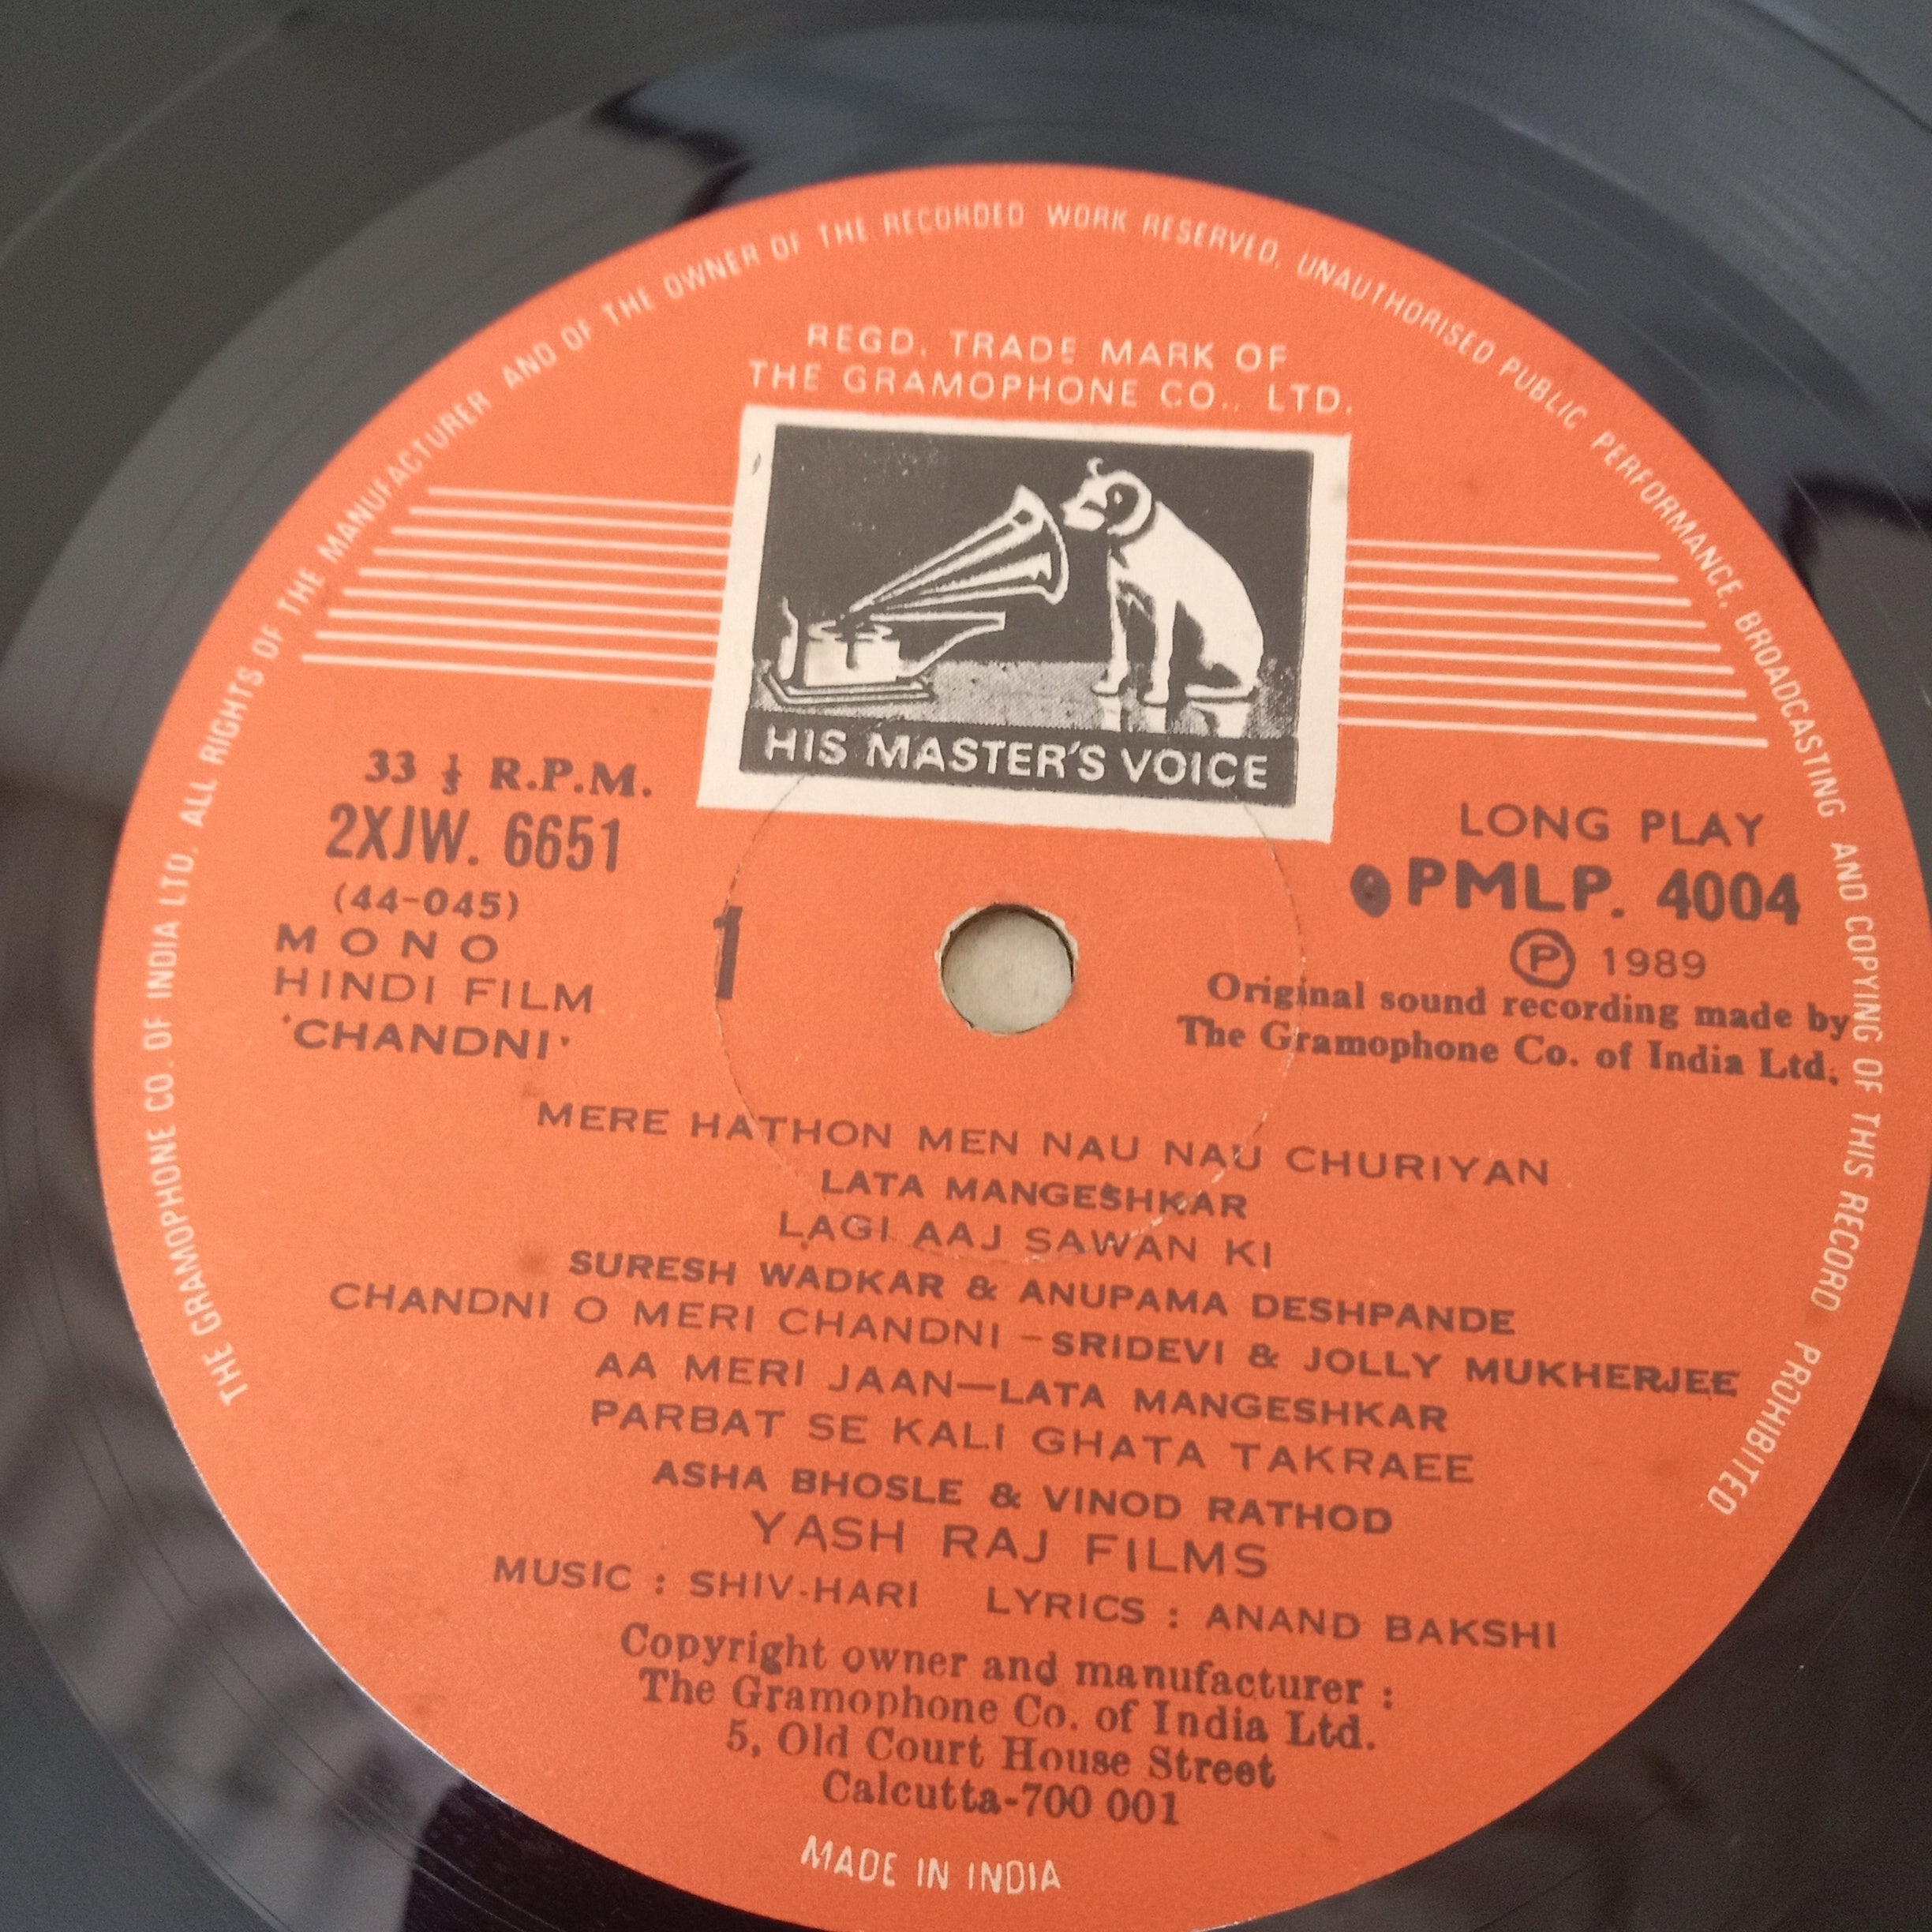 THE GRAMOPHONE CO. OF INDIA LTD. ALL RIGHTS OF THE MANUFACTURER AND OF THE OWNER OF THE RECORDED WORK RESERVED. UNAUTHORISED PUBLIC PERFORMANCE, BROADCASTING AND COPYING OF THIS RECORD PROHIBITED
REGD. TRADE MARK OF
THE GRAMOPHONE CO., LTD.
HIS MASTER'S VOICE
33 ⅓ R.P.M.
2XJW. 6651
(44-045)
MONO
HINDI FILM
'CHANDNI'
1
LONG PLAY
PMLP. 4004
Ⓟ 1989
Original sound recording made by
The Gramophone Co. of India Ltd.
MERE HATHON MEN NAU NAU CHURIYAN
LATA MANGESHKAR
LAGI AAJ SAWAN KI
SURESH WADKAR & ANUPAMA DESHPANDE
CHANDNI O MERI CHANDNI -SRIDEVI & JOLLY MUKHERJEE
AA MERI JAAN—LATA MANGESHKAR
PARBAT SE KALI GHATA TAKRAEE
ASHA BHOSLE & VINOD RATHOD
YASH RAJ FILMS
MUSIC : SHIV-HARI LYRICS : ANAND BAKSHI
Copyright owner and manufacturer :
The Gramophone Co. of India Ltd.
5, Old Court House Street
Calcutta-700 001
MADE IN INDIA